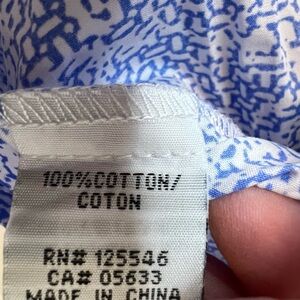 100%COTTON/
COTON
RN# 125546
CA# 05633
MADE IN CHINA